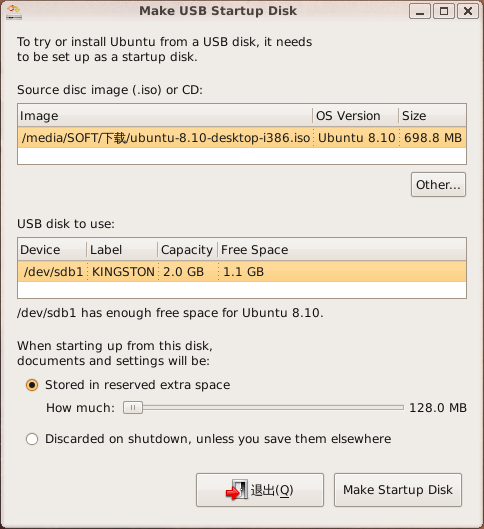 Make USB Startup Disk
To try or install Ubuntu from a USB disk, it needs
to be set up as a startup disk.
Source disc image (.iso) or CD:
Image OS Version Size
/media/SOFT/下载/ubuntu-8.10-desktop-i386.iso Ubuntu 8.10 698.8 MB
Other...
USB disk to use:
Device Label Capacity Free Space
/dev/sdb1 KINGSTON 2.0 GB 1.1 GB
/dev/sdb1 has enough free space for Ubuntu 8.10.
When starting up from this disk,
documents and settings will be:
Stored in reserved extra space
How much: 128.0 MB
Discarded on shutdown, unless you save them elsewhere
退出(Q) Make Startup Disk